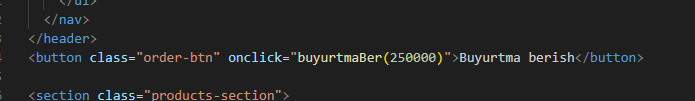 </ul>
</nav>
</header>
<button class="order-btn" onclick="buyurtmaBer(250000)">Buyurtma berish</button>
<section class="products-section">